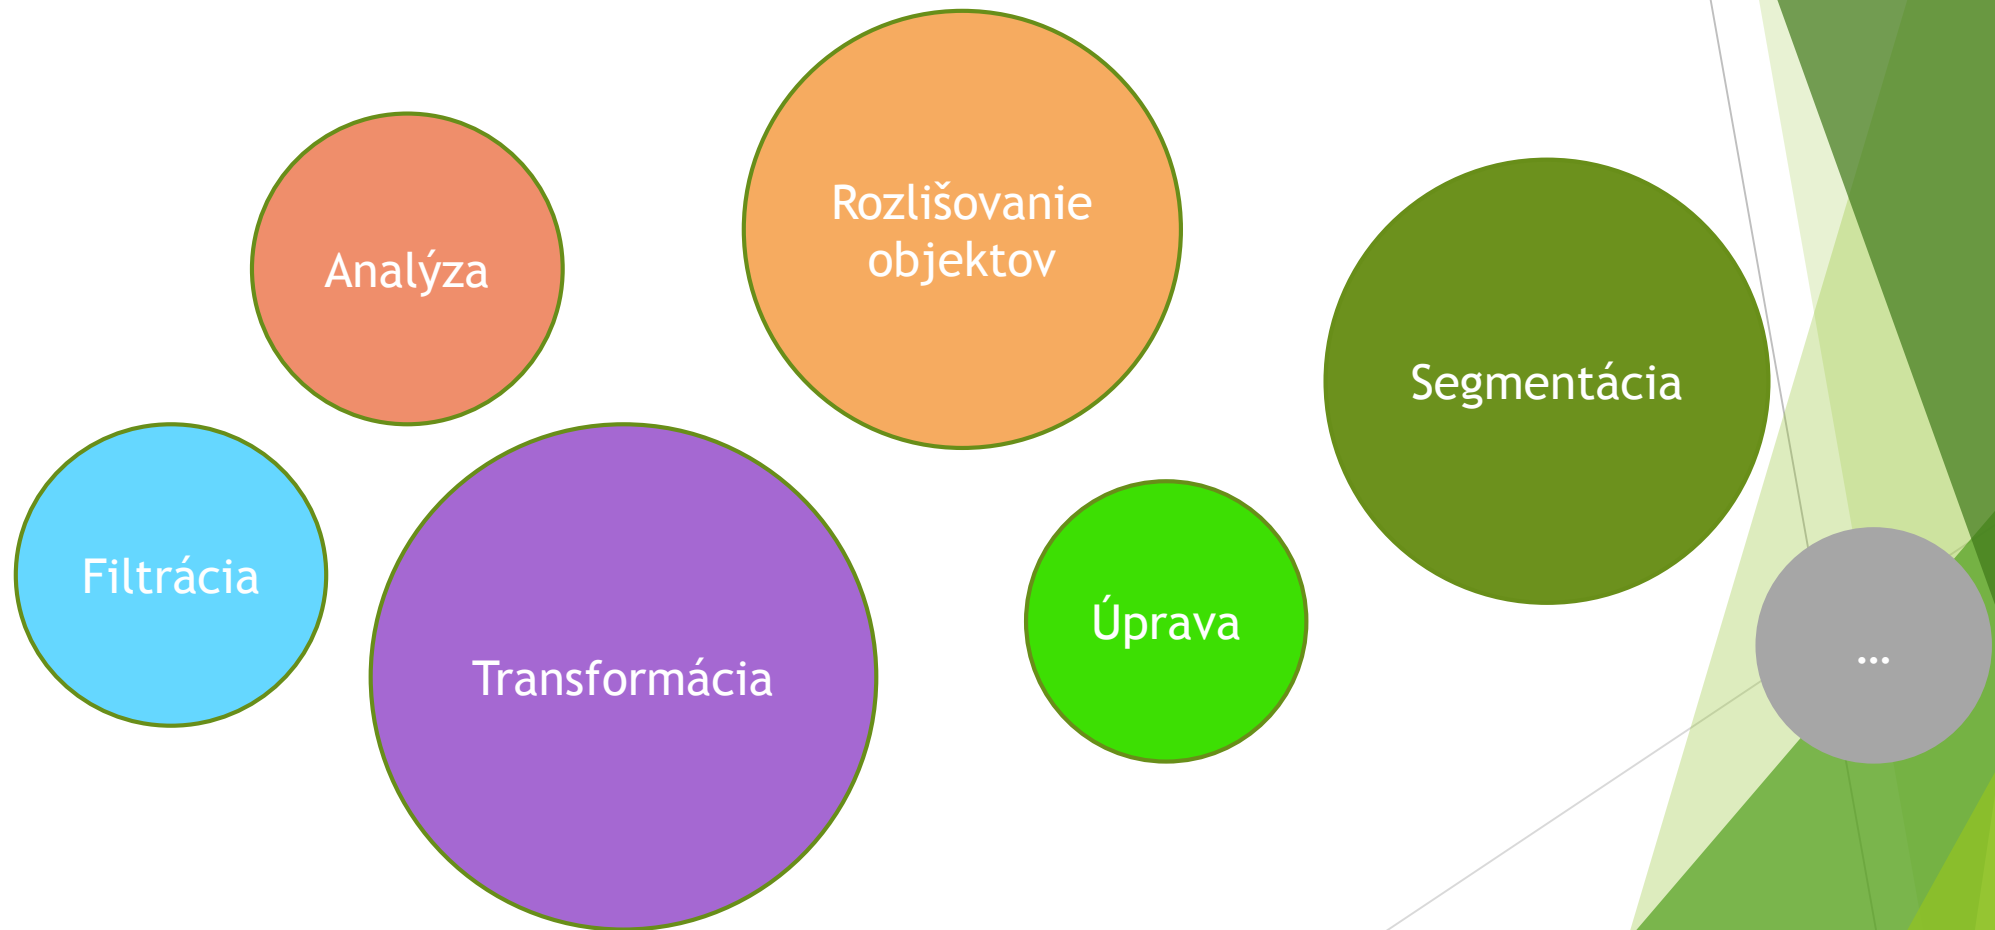 Rozlišovanie
objektov
Analýza
Segmentácia
Filtrácia
Úprava
Transformácia
...